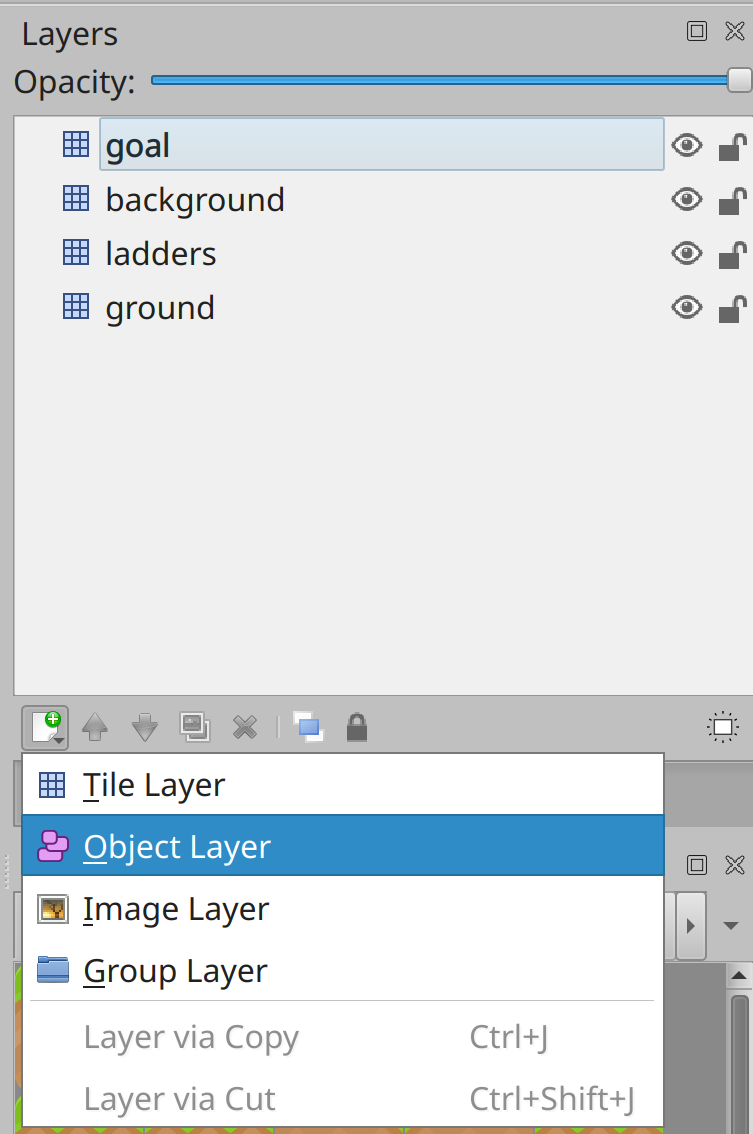 Layers
Opacity:
goal
background
ladders
ground
Tile Layer
Object Layer
Image Layer
Group Layer
Layer via Copy Ctrl+J
Layer via Cut Ctrl+Shift+J